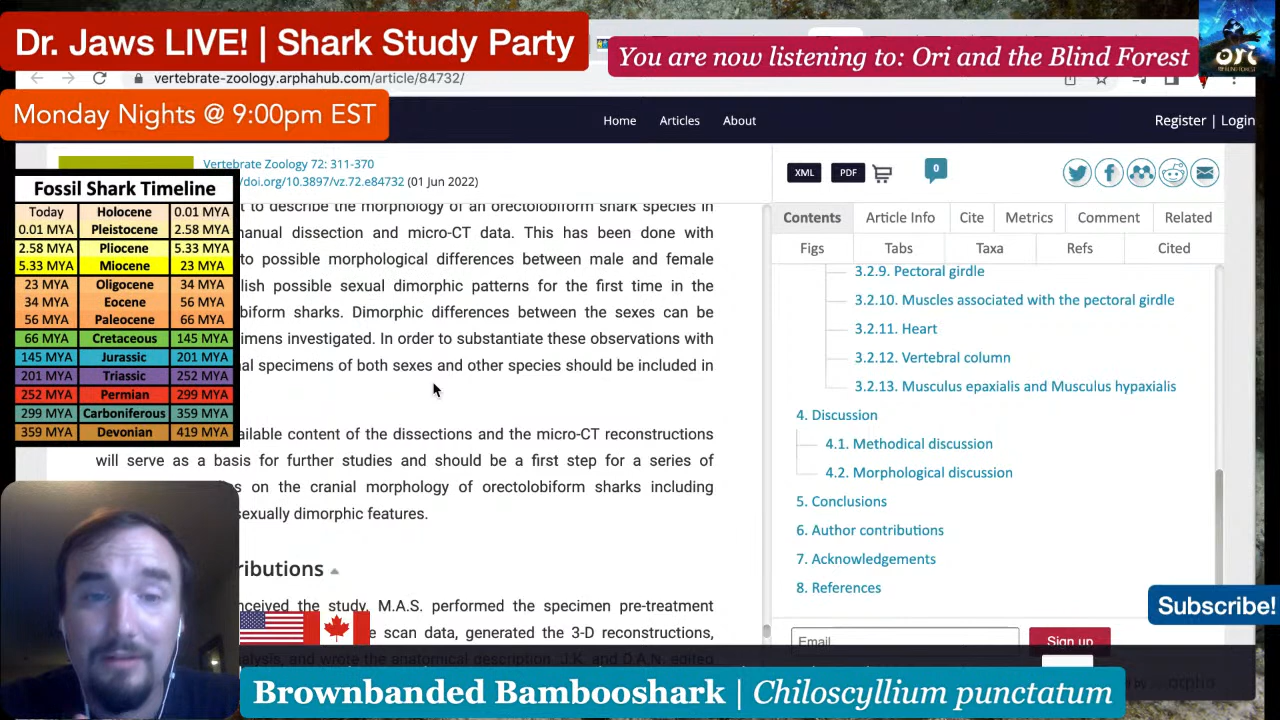 Dr. Jaws LIVE! | Shark Study Party
You are now listening to: Ori and the Blind Forest
ori
vertebrate-zoology.arphahub.com/article/84732/
Monday Nights @ 9:00pm EST
Home Articles About
Register | Login
Vertebrate Zoology 72: 311-370
/doi.org/10.3897/vz.72.e84732 (01 Jun 2022)
XML PDF 0
Fossil Shark Timeline
Today Holocene 0.01 MYA
0.01 MYA Pleistocene 2.58 MYA
2.58 MYA Pliocene 5.33 MYA
5.33 MYA Miocene 23 MYA
23 MYA Oligocene 34 MYA
34 MYA Eocene 56 MYA
56 MYA Paleocene 66 MYA
66 MYA Cretaceous 145 MYA
145 MYA Jurassic 201 MYA
201 MYA Triassic 252 MYA
252 MYA Permian 299 MYA
299 MYA Carboniferous 359 MYA
359 MYA Devonian 419 MYA
t to describe the morphology of an orectolobiform shark species in
anual dissection and micro-CT data. This has been done with
to possible morphological differences between male and female
lish possible sexual dimorphic patterns for the first time in the
biform sharks. Dimorphic differences between the sexes can be
imens investigated. In order to substantiate these observations with
al specimens of both sexes and other species should be included in
ailable content of the dissections and the micro-CT reconstructions
will serve as a basis for further studies and should be a first step for a series of
on the cranial morphology of orectolobiform sharks including
sexually dimorphic features.
ributions
nceived the study, M.A.S. performed the specimen pre-treatment
e scan data, generated the 3-D reconstructions,
alysis, and wrote the anatomical description. J.K. and D.A.N. edited
Contents Article Info Cite Metrics Comment Related
Figs Tabs Taxa Refs Cited
3.2.9. Pectoral girdle
3.2.10. Muscles associated with the pectoral girdle
3.2.11. Heart
3.2.12. Vertebral column
3.2.13. Musculus epaxialis and Musculus hypaxialis
4. Discussion
4.1. Methodical discussion
4.2. Morphological discussion
5. Conclusions
6. Author contributions
7. Acknowledgements
8. References
Subscribe!
Email Sign up
Brownbanded Bambooshark | Chiloscyllium punctatum